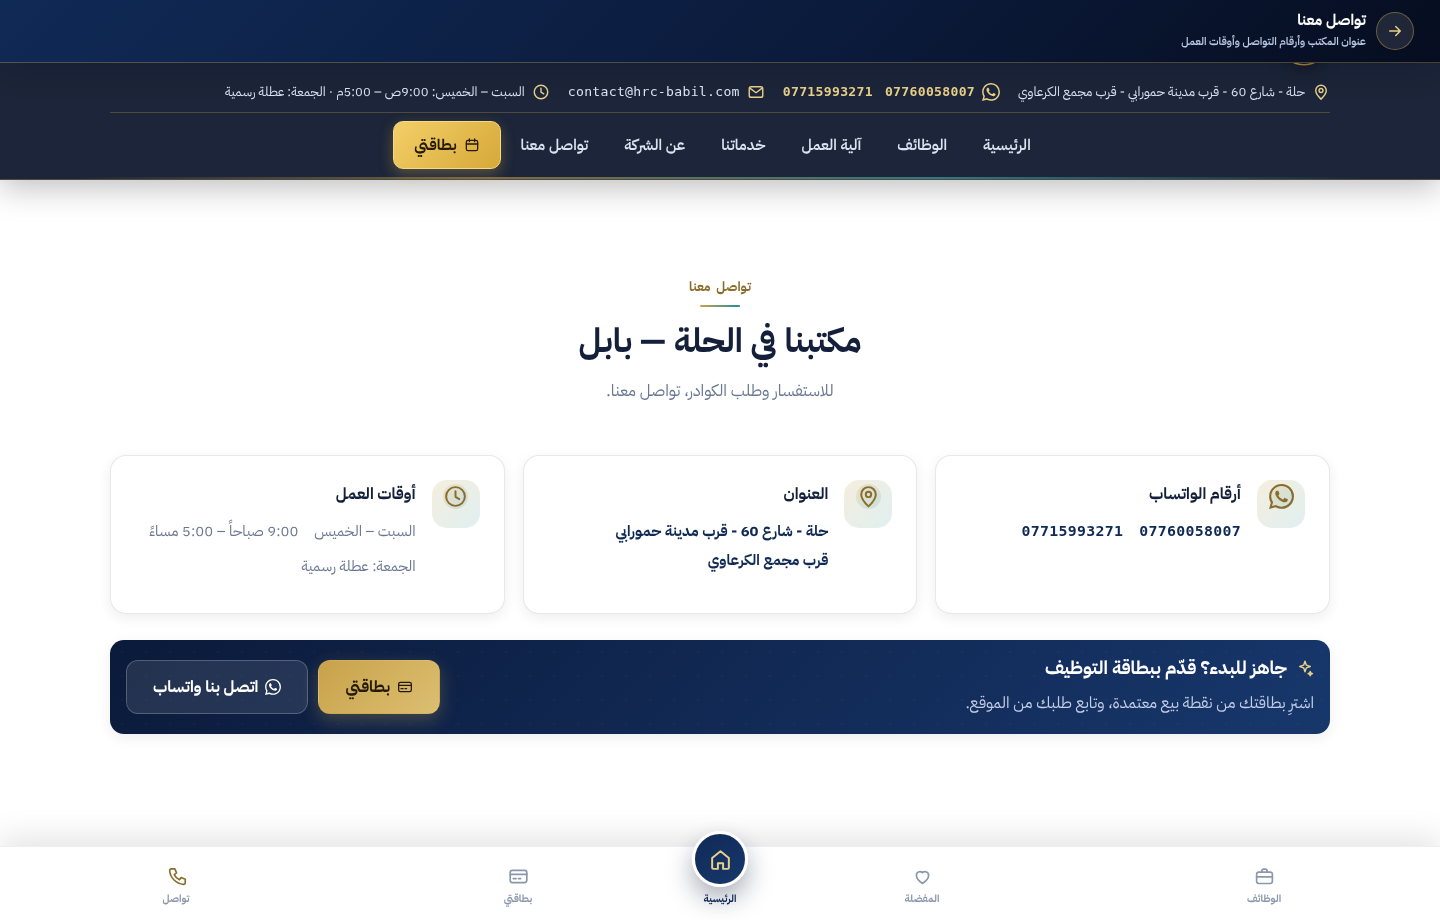 تواصل معنا
عنوان المكتب وأرقام التواصل وأوقات العمل
حلة - شارع 60 - قرب مدينة حمورابي - قرب مجمع الكرعاوي
07760058007 07715993271
contact@hrc-babil.com
السبت – الخميس: 9:00ص – 5:00م · الجمعة: عطلة رسمية
الرئيسية
الوظائف
آلية العمل
خدماتنا
عن الشركة
تواصل معنا
بطاقتي
تواصل معنا
مكتبنا في الحلة — بابل
للاستفسار وطلب الكوادر، تواصل معنا.
أرقام الواتساب
07760058007 07715993271
العنوان
حلة - شارع 60 - قرب مدينة حمورابي
قرب مجمع الكرعاوي
أوقات العمل
السبت – الخميس 9:00 صباحاً – 5:00 مساءً
الجمعة: عطلة رسمية
جاهز للبدء؟ قدّم ببطاقة التوظيف
اشترِ بطاقتك من نقطة بيع معتمدة، وتابع طلبك من الموقع.
بطاقتي
اتصل بنا واتساب
الوظائف
المفضلة
الرئيسية
بطاقتي
تواصل